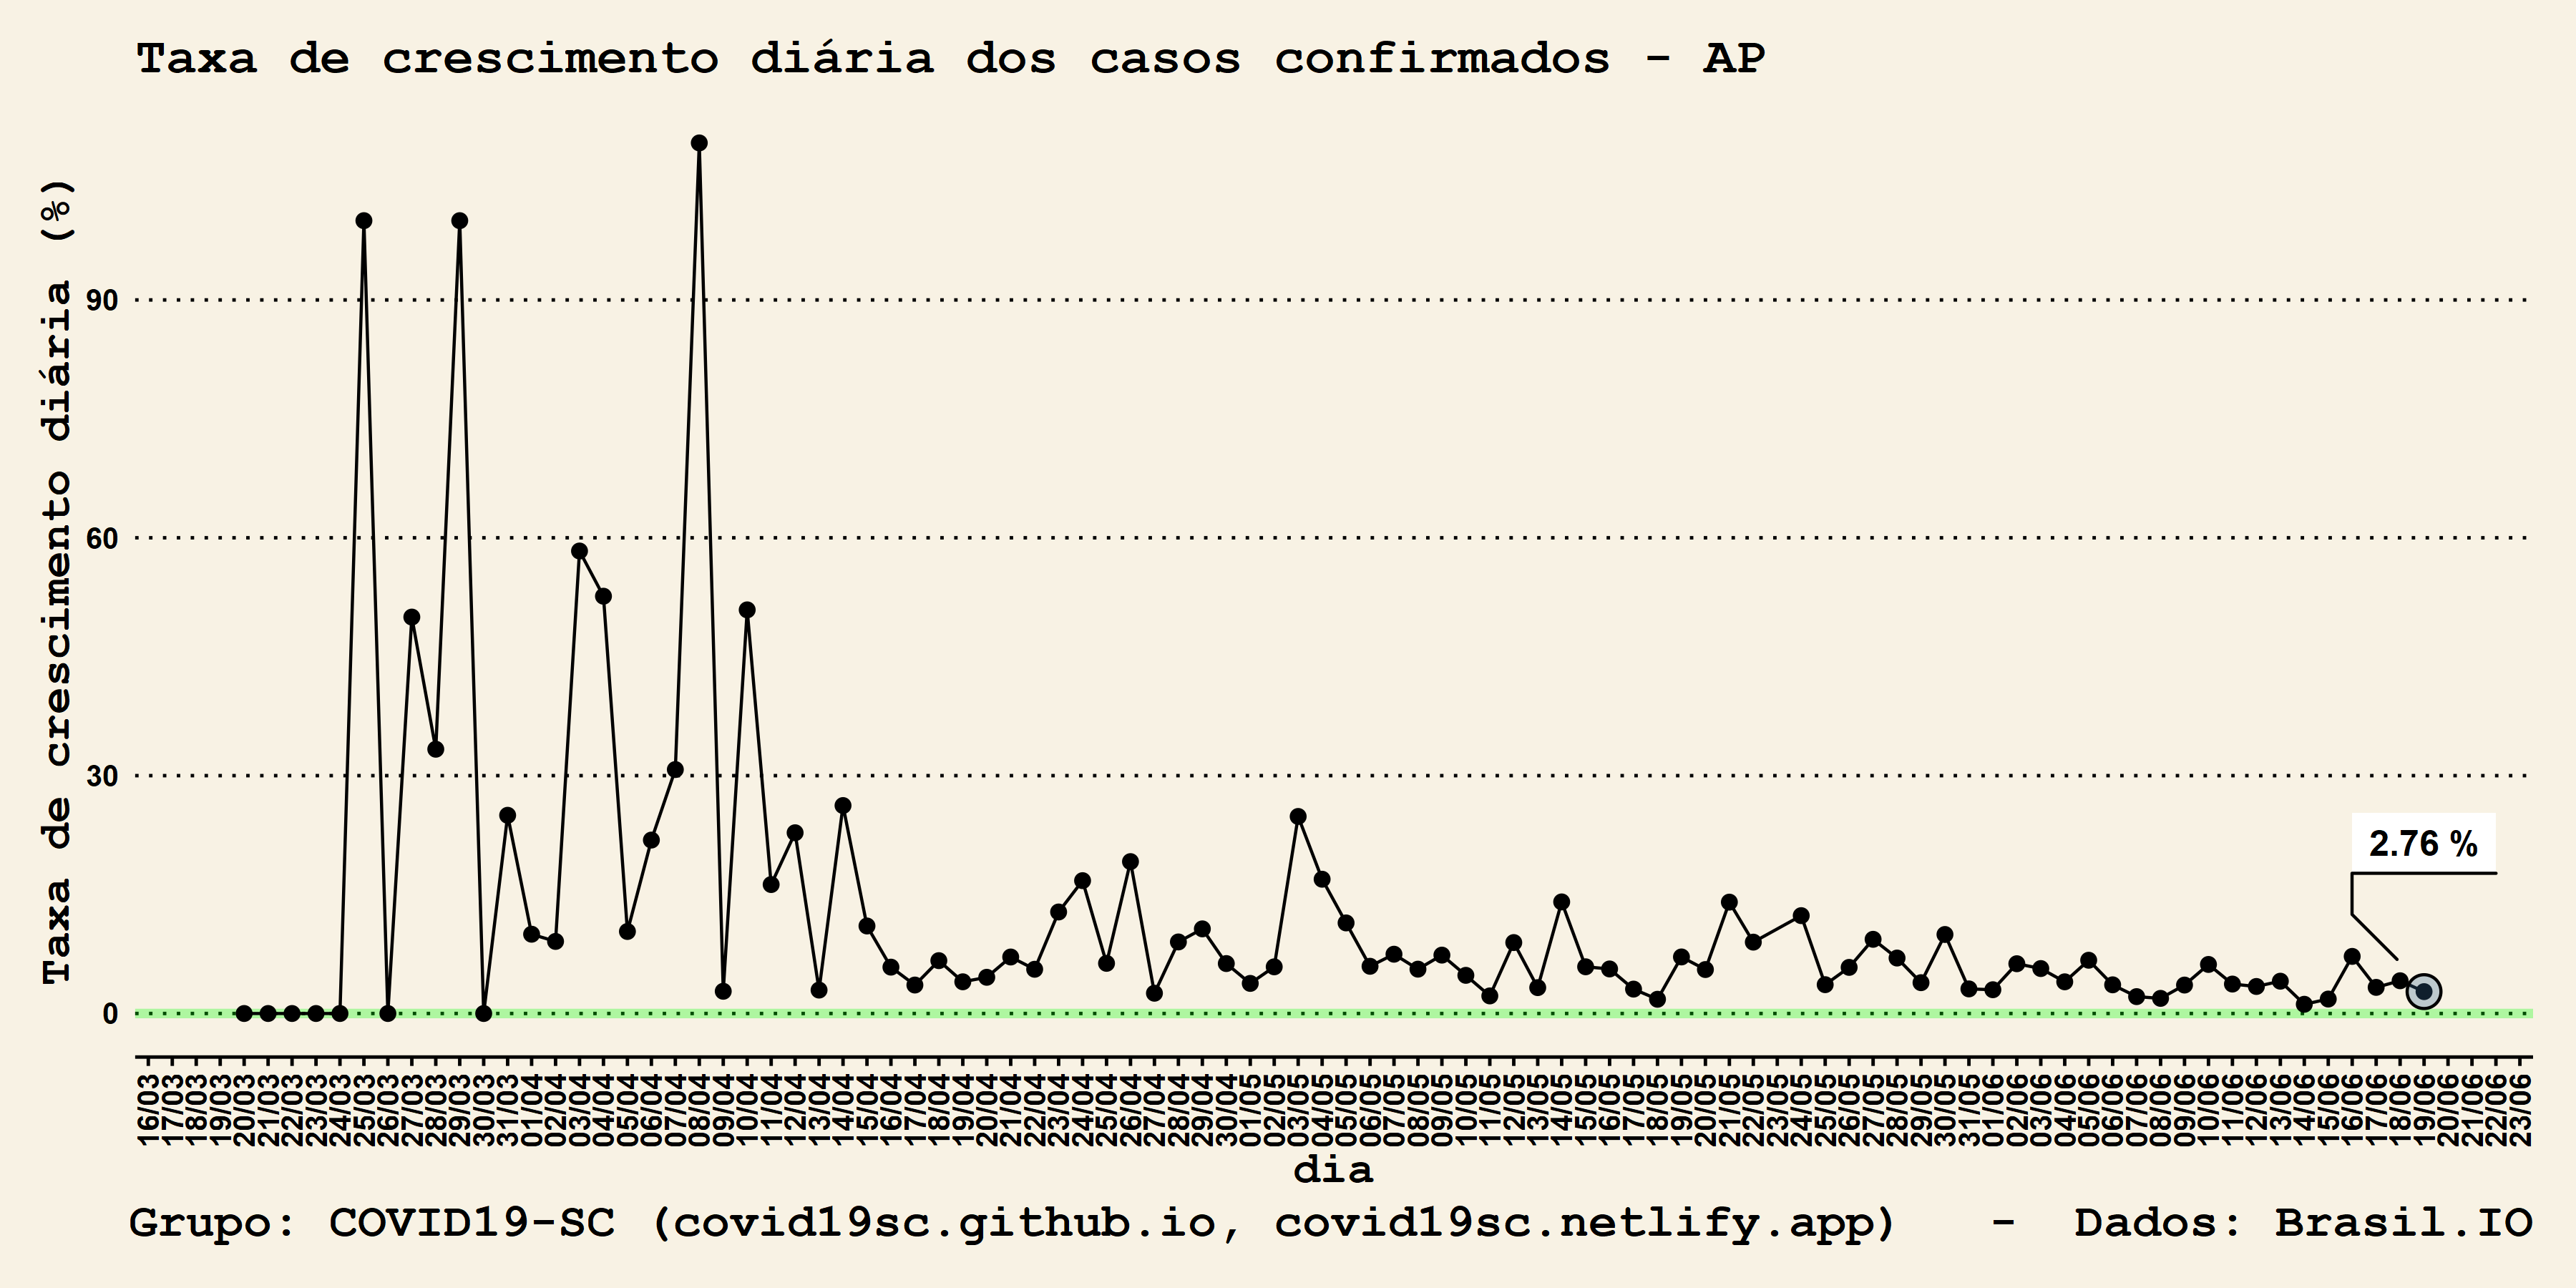 Taxa de crescimento diária dos casos confirmados - AP
Taxa de crescimento diária (%)
90
60
30
0
2.76 %
16/03 17/03 18/03 19/03 20/03 21/03 22/03 23/03 24/03 25/03 26/03 27/03 28/03 29/03 30/03 31/03 01/04 02/04 03/04 04/04 05/04 06/04 07/04 08/04 09/04 10/04 11/04 12/04 13/04 14/04 15/04 16/04 17/04 18/04 19/04 20/04 21/04 22/04 23/04 24/04 25/04 26/04 27/04 28/04 29/04 30/04 01/05 02/05 03/05 04/05 05/05 06/05 07/05 08/05 09/05 10/05 11/05 12/05 13/05 14/05 15/05 16/05 17/05 18/05 19/05 20/05 21/05 22/05 23/05 24/05 25/05 26/05 27/05 28/05 29/05 30/05 31/05 01/06 02/06 03/06 04/06 05/06 06/06 07/06 08/06 09/06 10/06 11/06 12/06 13/06 14/06 15/06 16/06 17/06 18/06 19/06 20/06 21/06 22/06 23/06
dia
Grupo: COVID19-SC (covid19sc.github.io, covid19sc.netlify.app) - Dados: Brasil.IO